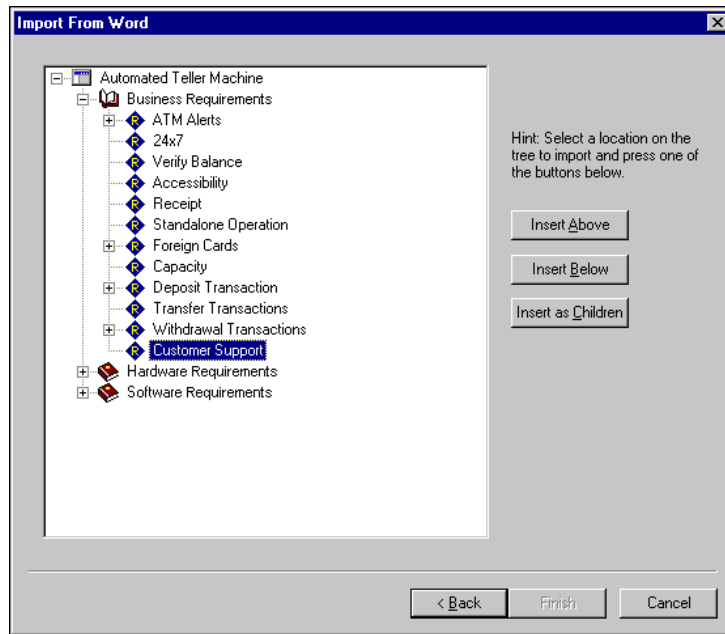 Import From Word
Automated Teller Machine
Business Requirements
R ATM Alerts
R 24x7
R Verify Balance
R Accessibility
R Receipt
R Standalone Operation
R Foreign Cards
R Capacity
R Deposit Transaction
R Transfer Transactions
R Withdrawal Transactions
R Customer Support
Hardware Requirements
Software Requirements
Hint: Select a location on the
tree to import and press one of
the buttons below.
Insert Above
Insert Below
Insert as Children
< Back
Finish
Cancel